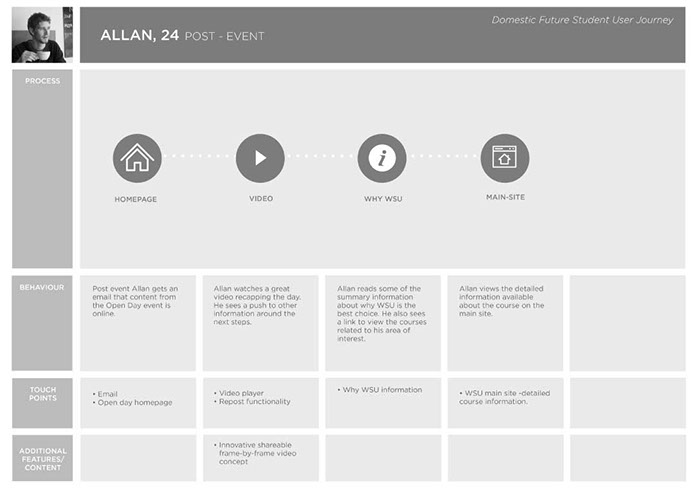 Domestic Future Student User Journey
ALLAN, 24 POST - EVENT
PROCESS
HOMEPAGE
VIDEO
WHY WSU
MAIN-SITE
BEHAVIOUR
Post event Allan gets an
email that content from
the Open Day event is
online.
Allan watches a great
video recapping the day.
He sees a push to other
information around the
next steps.
Allan reads some of the
summary information
about why WSU is the
best choice. He also sees
a link to view the courses
related to his area of
interest.
Allan views the detailed
information available
about the course on the
main site.
TOUCH
POINTS
• Email
• Open day homepage
• Video player
• Repost functionality
• Why WSU information
• WSU main site -detailed
course information.
ADDITIONAL
FEATURES/
CONTENT
• Innovative shareable
frame-by-frame video
concept